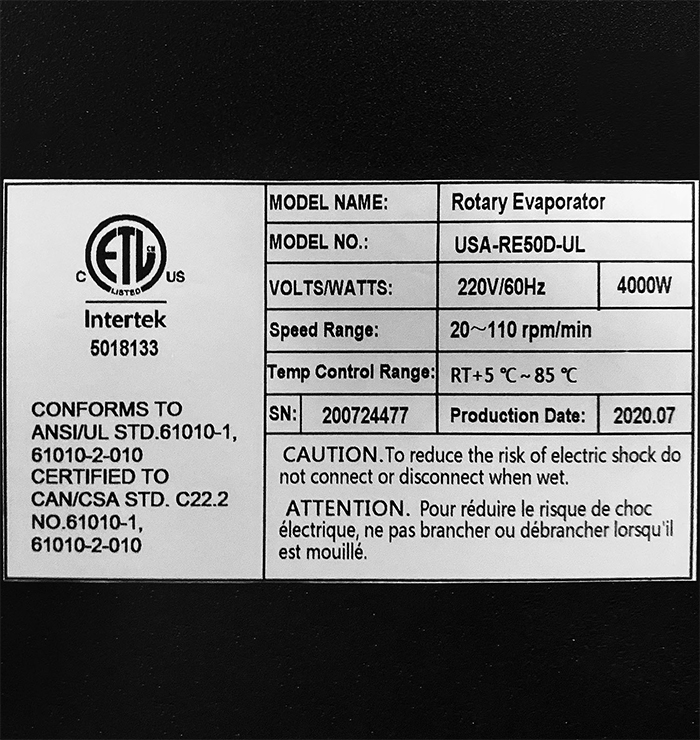 C ETL CM US
LISTED
Intertek
5018133
CONFORMS TO
ANSI/UL STD.61010-1,
61010-2-010
CERTIFIED TO
CAN/CSA STD. C22.2
NO.61010-1,
61010-2-010
MODEL NAME: Rotary Evaporator
MODEL NO.: USA-RE50D-UL
VOLTS/WATTS: 220V/60Hz 4000W
Speed Range: 20～110 rpm/min
Temp Control Range: RT+5 ℃~85 ℃
SN: 200724477 Production Date: 2020.07
CAUTION.To reduce the risk of electric shock do
not connect or disconnect when wet.
ATTENTION. Pour réduire le risque de choc
électrique, ne pas brancher ou débrancher lorsqu'il
est mouillé.